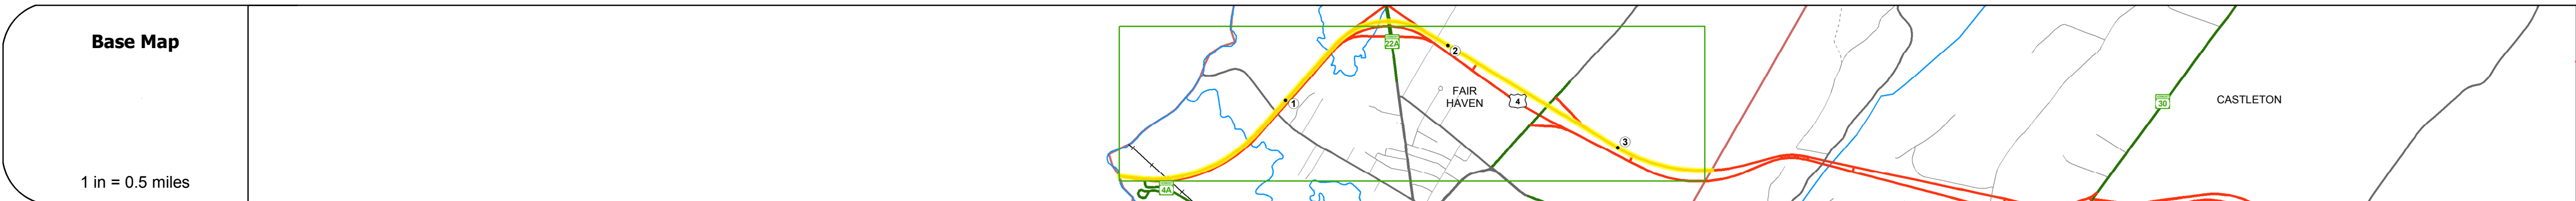 Base Map
1 in = 0.5 miles
22A
2
1
FAIR
HAVEN
4
3
4A
30
CASTLETON